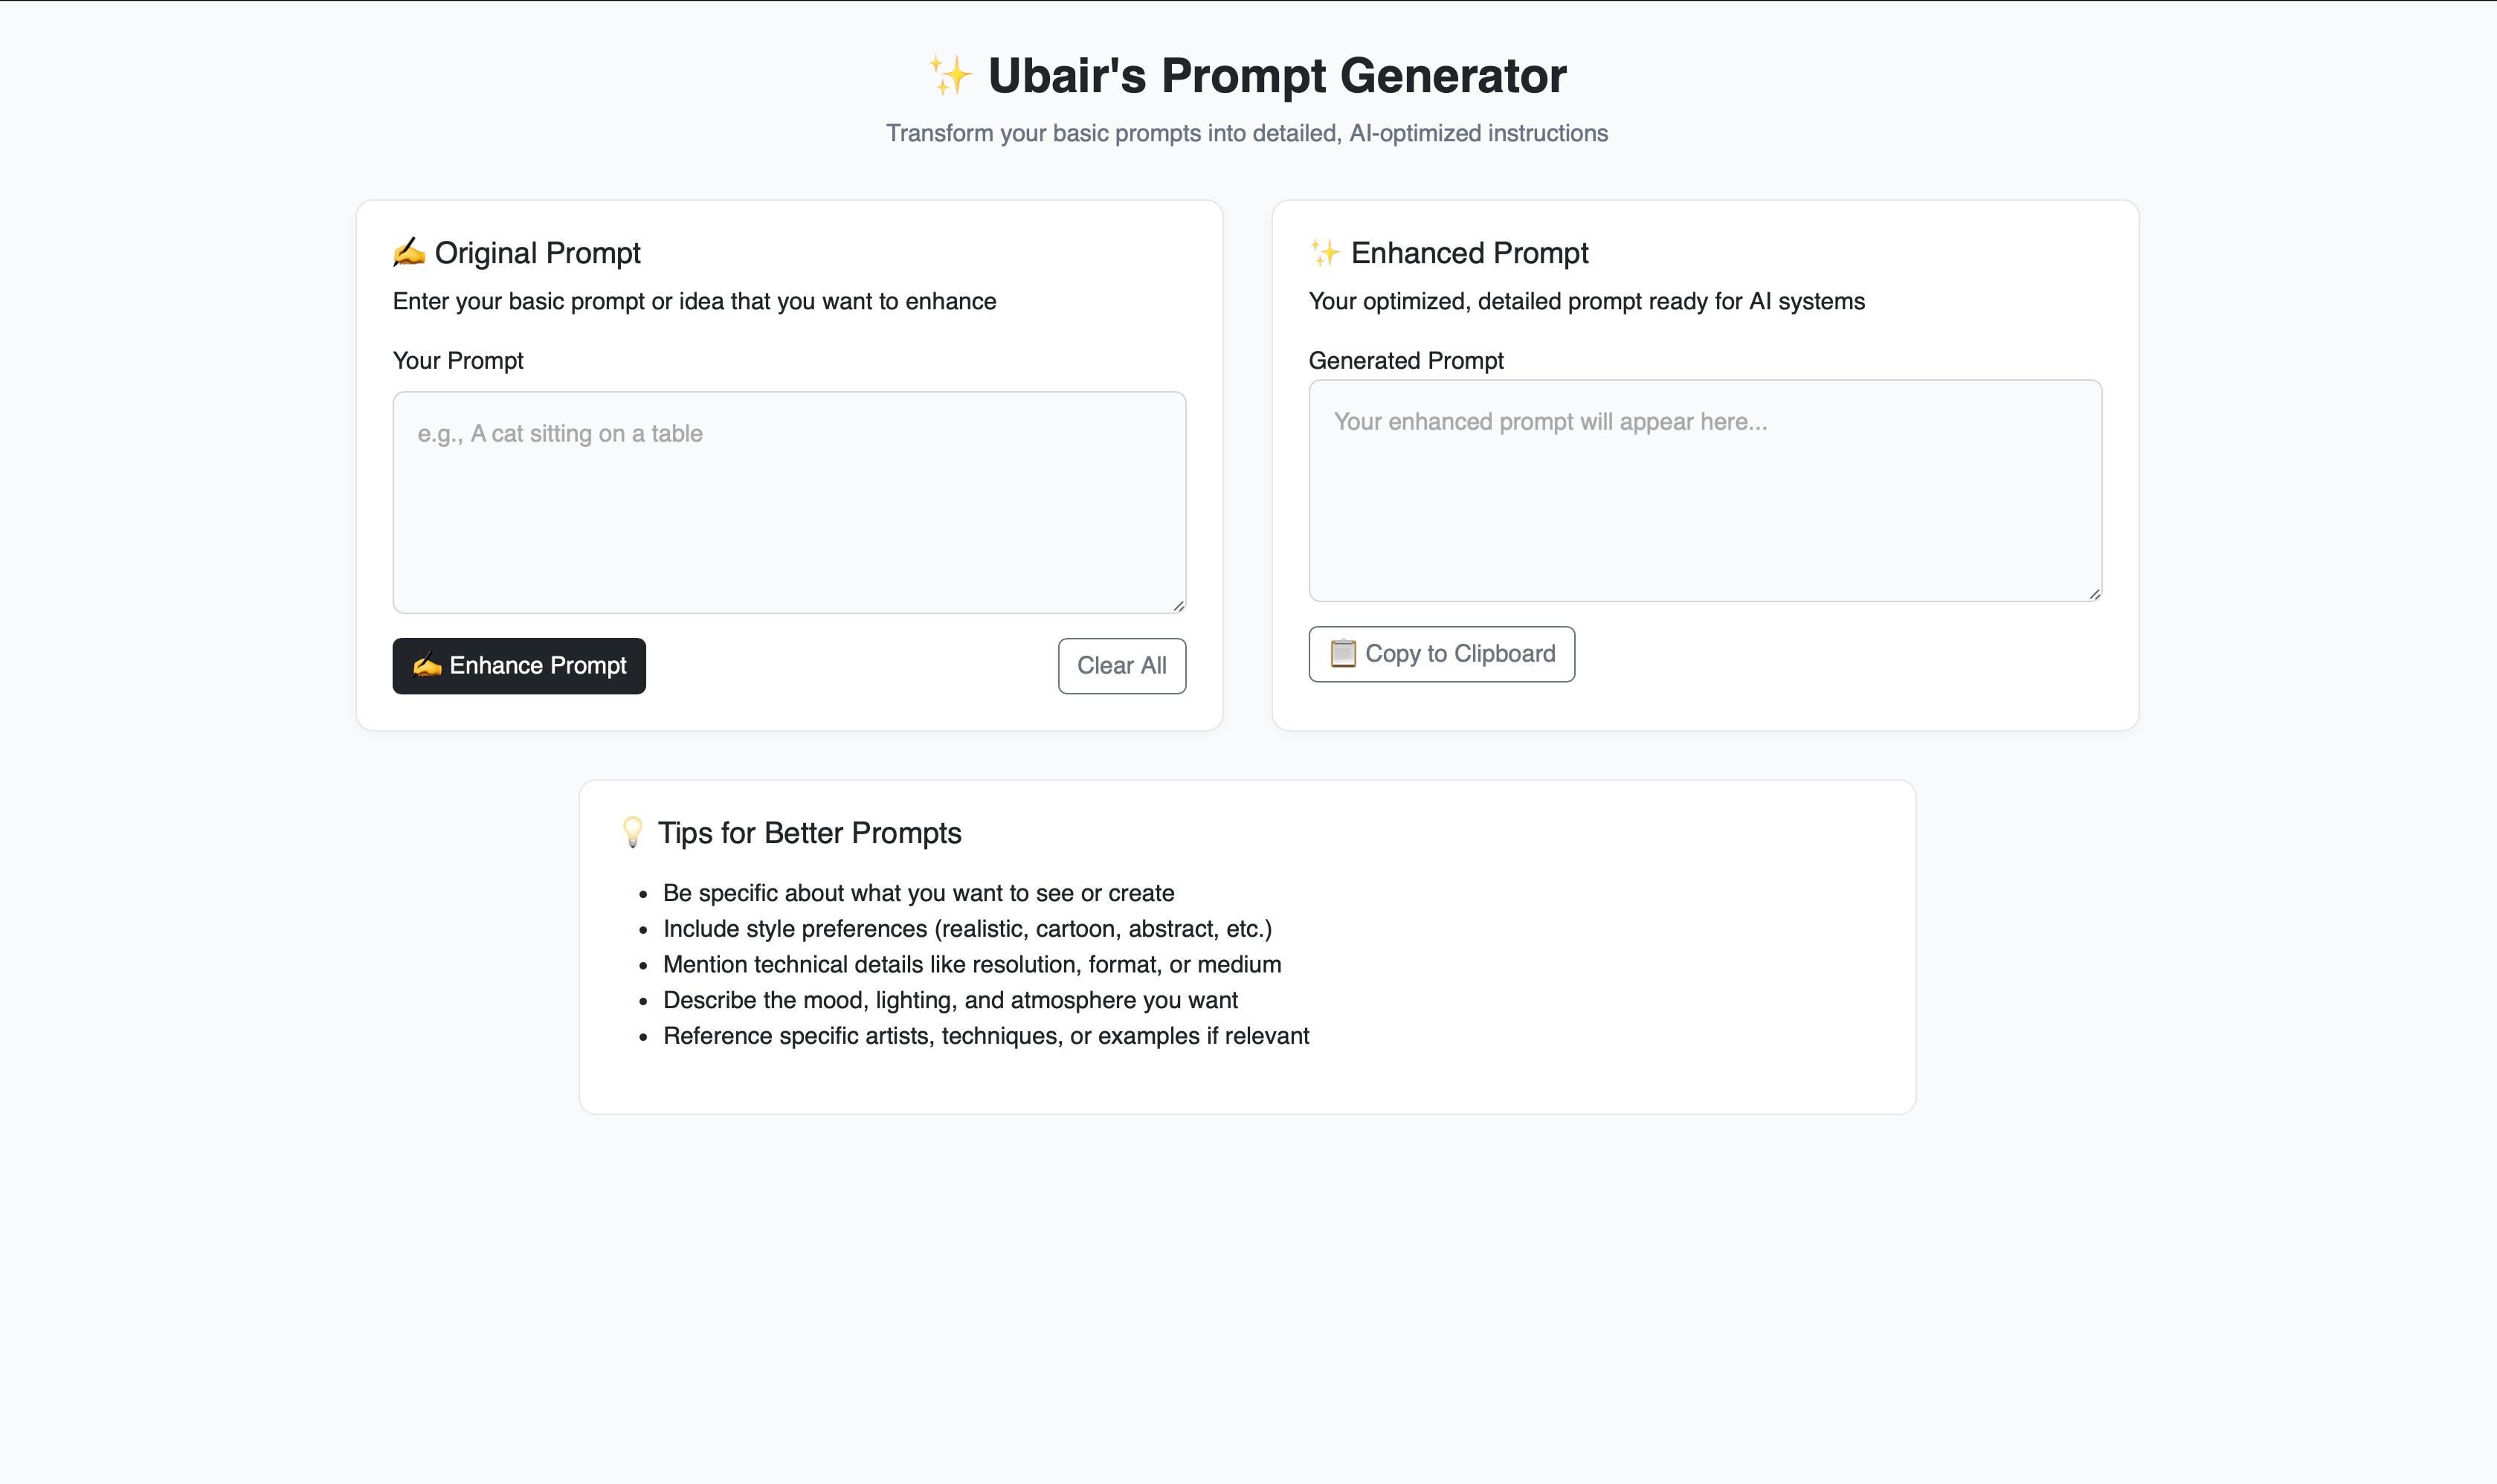 ✨ Ubair's Prompt Generator
Transform your basic prompts into detailed, AI-optimized instructions
✍️ Original Prompt
Enter your basic prompt or idea that you want to enhance
Your Prompt
e.g., A cat sitting on a table
✍️ Enhance Prompt
Clear All
✨ Enhanced Prompt
Your optimized, detailed prompt ready for AI systems
Generated Prompt
Your enhanced prompt will appear here...
📋 Copy to Clipboard
💡 Tips for Better Prompts
• Be specific about what you want to see or create
• Include style preferences (realistic, cartoon, abstract, etc.)
• Mention technical details like resolution, format, or medium
• Describe the mood, lighting, and atmosphere you want
• Reference specific artists, techniques, or examples if relevant